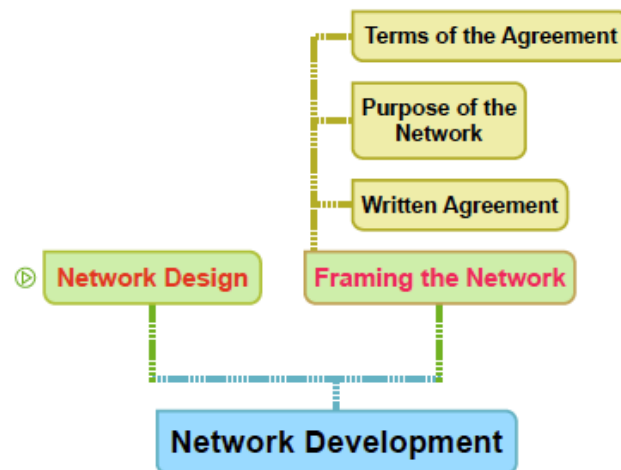 Terms of the Agreement
Purpose of the
Network
Written Agreement
Network Design
Framing the Network
Network Development